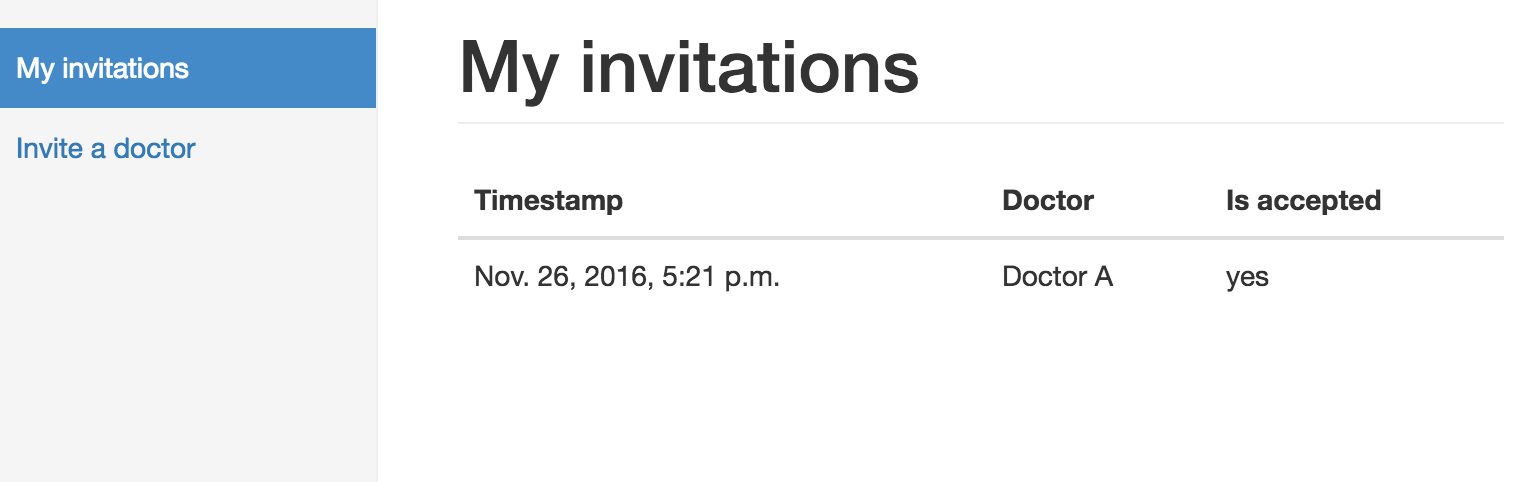 My invitations
Invite a doctor
My invitations
Timestamp Doctor Is accepted
Nov. 26, 2016, 5:21 p.m. Doctor A yes